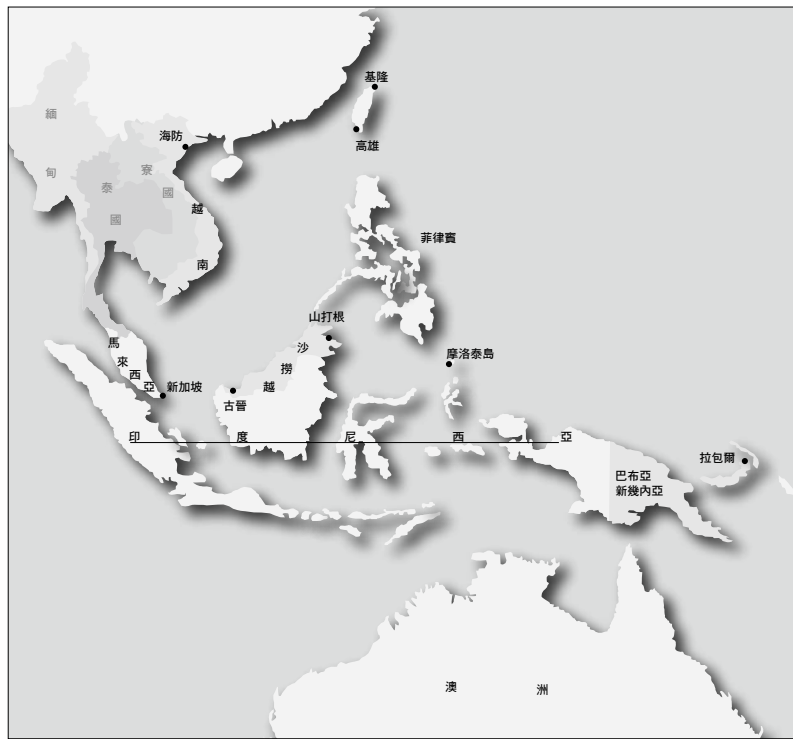 基隆
緬甸
海防
高雄
寮國
泰國
越南
菲律賓
山打根
沙撈越
馬來西亞
摩洛泰島
新加坡
古晉
印度尼西亞
拉包爾
巴布亞
新幾內亞
澳洲